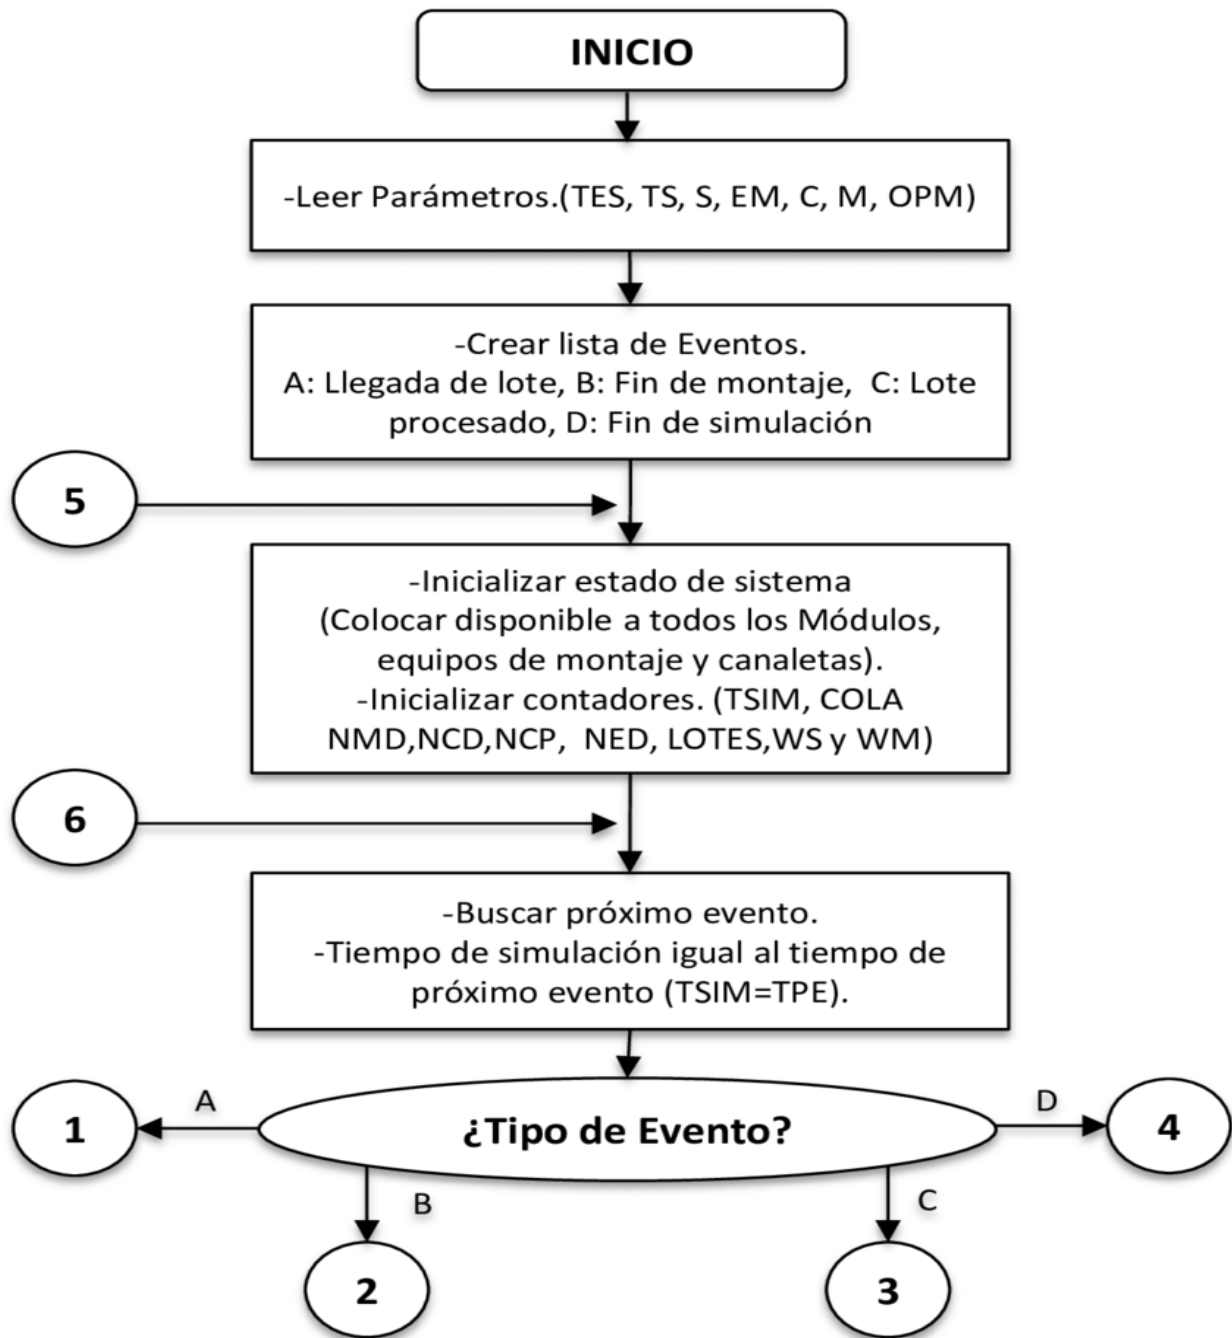 INICIO
-Leer Parámetros.(TES, TS, S, EM, C, M, OPM)
-Crear lista de Eventos.
A: Llegada de lote, B: Fin de montaje,  C: Lote
procesado, D: Fin de simulación
5
-Inicializar estado de sistema
(Colocar disponible a todos los Módulos,
equipos de montaje y canaletas).
-Inicializar contadores. (TSIM, COLA
NMD,NCD,NCP,  NED, LOTES,WS y WM)
6
-Buscar próximo evento.
-Tiempo de simulación igual al tiempo de
próximo evento (TSIM=TPE).
1
A
¿Tipo de Evento?
D
4
B
C
2
3